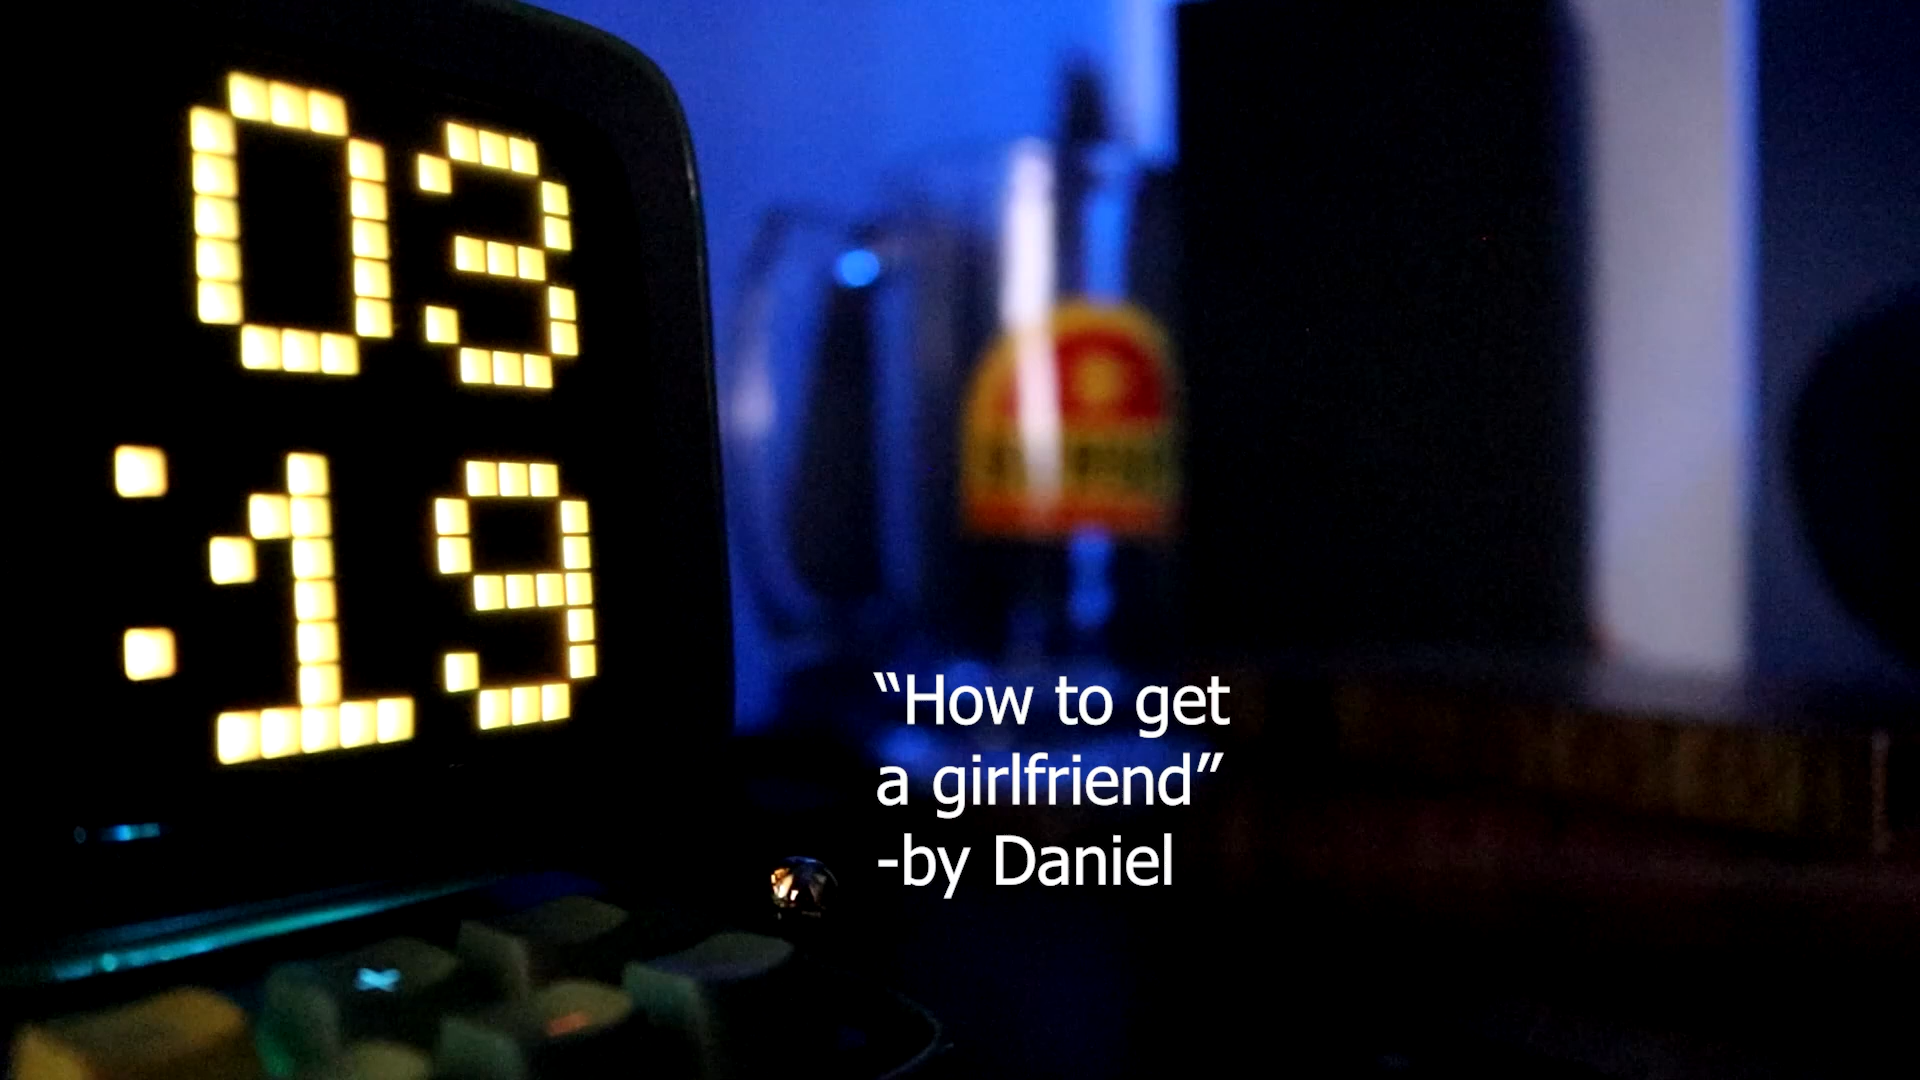 03
:19
“How to get
a girlfriend”
-by Daniel